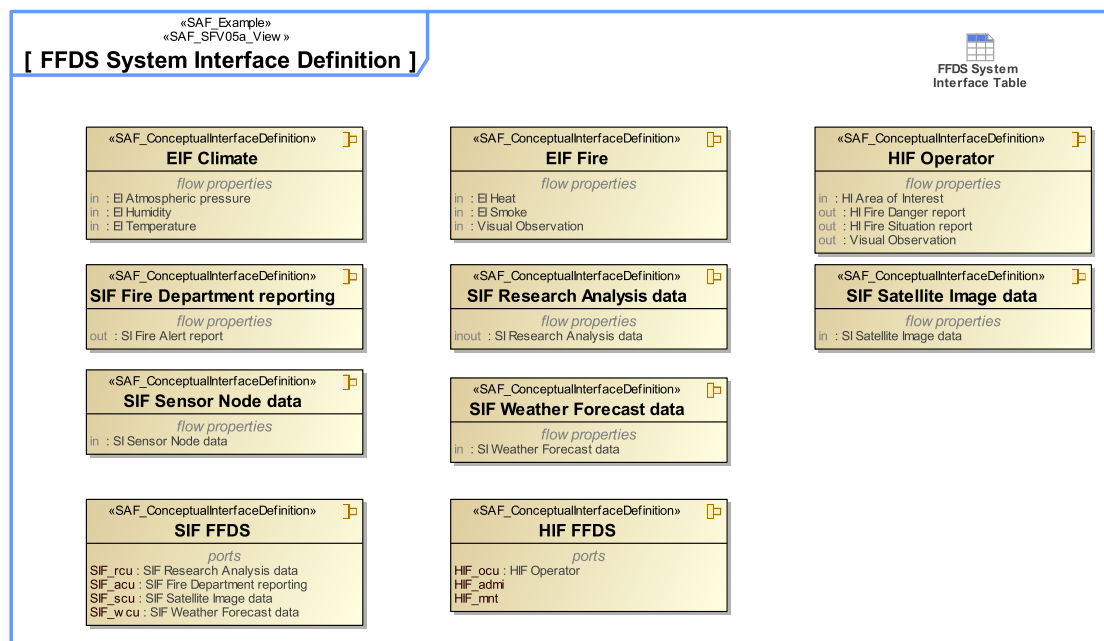 «SAF_Example»
«SAF_SFV05a_View»
[ FFDS System Interface Definition ]
FFDS System
Interface Table
«SAF_ConceptualInterfaceDefinition»
EIF Climate
flow properties
in : EI Atmospheric pressure
in : EI Humidity
in : EI Temperature
«SAF_ConceptualInterfaceDefinition»
EIF Fire
flow properties
in : EI Heat
in : EI Smoke
in : Visual Observation
«SAF_ConceptualInterfaceDefinition»
HIF Operator
flow properties
in : HI Area of Interest
out : HI Fire Danger report
out : HI Fire Situation report
out : Visual Observation
«SAF_ConceptualInterfaceDefinition»
SIF Fire Department reporting
flow properties
out : SI Fire Alert report
«SAF_ConceptualInterfaceDefinition»
SIF Research Analysis data
flow properties
inout : SI Research Analysis data
«SAF_ConceptualInterfaceDefinition»
SIF Satellite Image data
flow properties
in : SI Satellite Image data
«SAF_ConceptualInterfaceDefinition»
SIF Sensor Node data
flow properties
in : SI Sensor Node data
«SAF_ConceptualInterfaceDefinition»
SIF Weather Forecast data
flow properties
in : SI Weather Forecast data
«SAF_ConceptualInterfaceDefinition»
SIF FFDS
ports
SIF_rcu : SIF Research Analysis data
SIF_acu : SIF Fire Department reporting
SIF_scu : SIF Satellite Image data
SIF_wcu : SIF Weather Forecast data
«SAF_ConceptualInterfaceDefinition»
HIF FFDS
ports
HIF_ocu : HIF Operator
HIF_admi
HIF_mnt